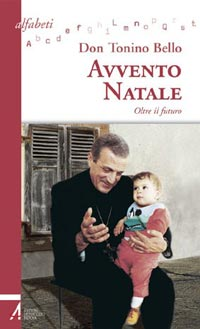 alfabeti
A b c d e f g h i l m n o p q r s t
Don Tonino Bello
AVVENTO
NATALE
Oltre il futuro